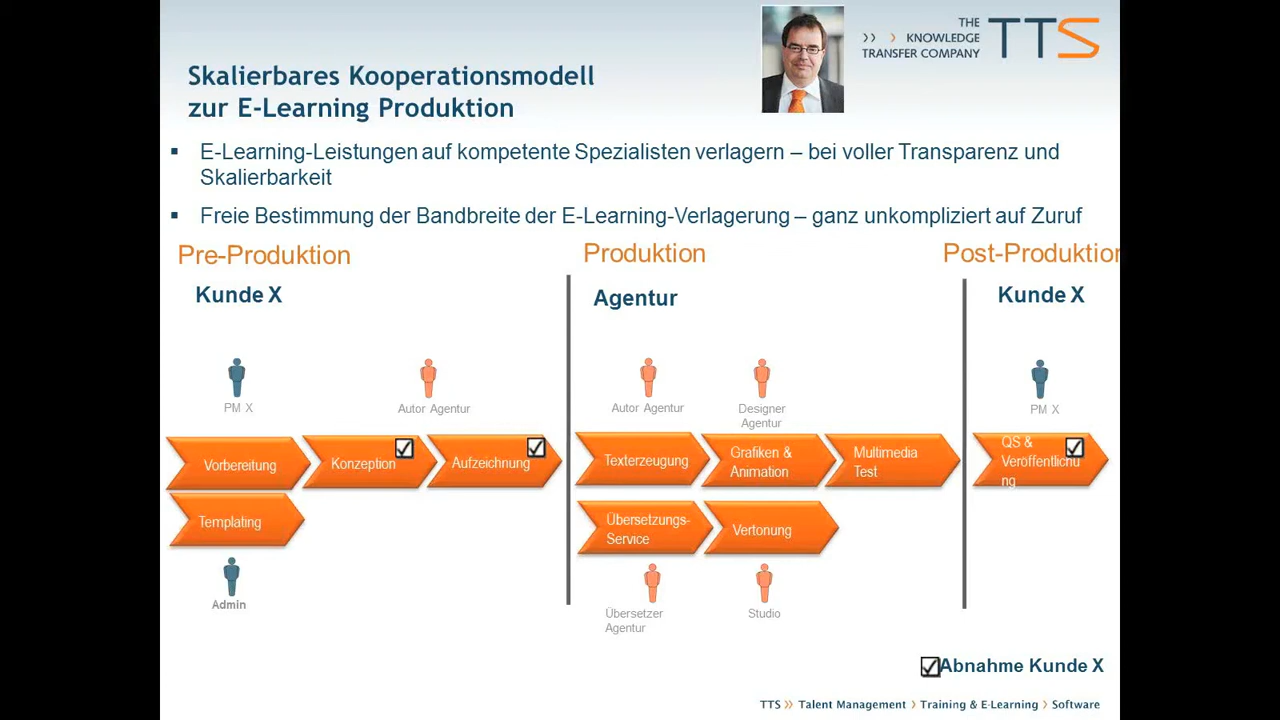 THE
KNOWLEDGE
TRANSFER COMPANY
TTS
Skalierbares Kooperationsmodell
zur E-Learning Produktion
E-Learning-Leistungen auf kompetente Spezialisten verlagern – bei voller Transparenz und
Skalierbarkeit
Freie Bestimmung der Bandbreite der E-Learning-Verlagerung – ganz unkompliziert auf Zuruf
Pre-Produktion
Kunde X
PM X
Autor Agentur
Vorbereitung
Konzeption
Aufzeichnung
Templating
Admin
Produktion
Agentur
Autor Agentur
Designer
Agentur
Texterzeugung
Grafiken &
Animation
Multimedia
Test
Übersetzungs-
Service
Vertonung
Übersetzer
Agentur
Studio
Post-Produktion
Kunde X
PM X
QS &
Veröffentlichu
ng
Abnahme Kunde X
TTS Talent Management Training & E-Learning Software